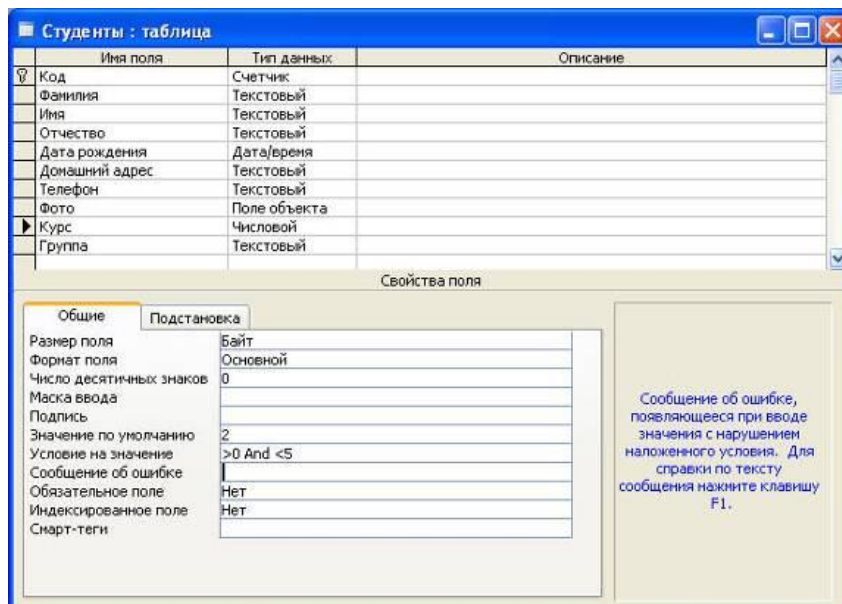 Студенты : таблица
Имя поля Тип данных Описание
Код Счетчик
Фамилия Текстовый
Имя Текстовый
Отчество Текстовый
Дата рождения Дата/время
Домашний адрес Текстовый
Телефон Текстовый
Фото Поле объекта
Курс Числовой
Группа Текстовый
Свойства поля
Общие Подстановка
Размер поля Байт
Формат поля Основной
Число десятичных знаков 0
Маска ввода
Подпись
Значение по умолчанию 2
Условие на значение >0 And <5
Сообщение об ошибке
Обязательное поле Нет
Индексированное поле Нет
Смарт-теги
Сообщение об ошибке,
появляющееся при вводе
значения с нарушением
наложенного условия. Для
справки по тексту
сообщения нажмите клавишу
F1.